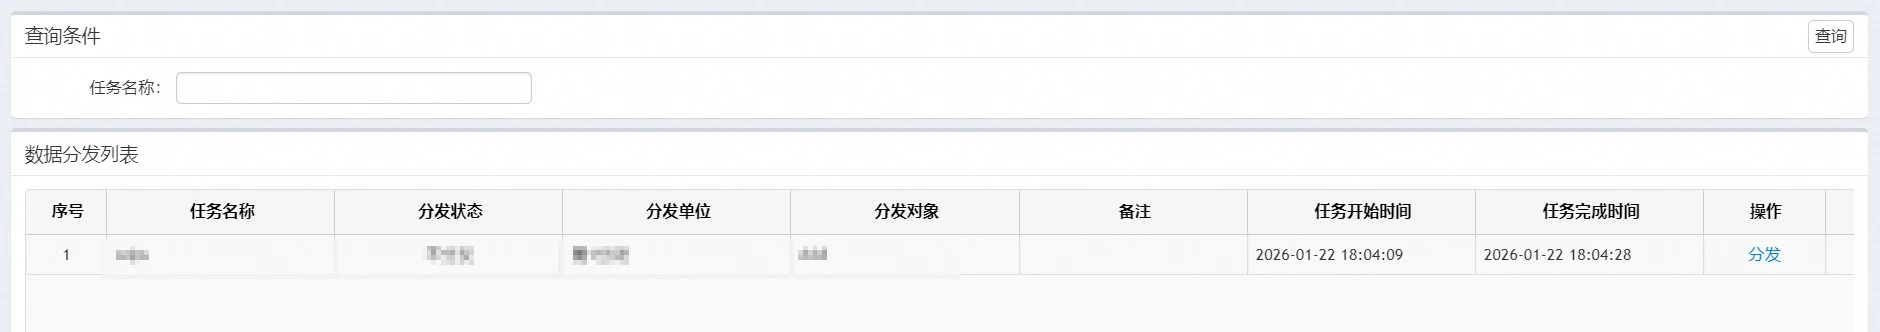 查询条件
查询
任务名称:
数据分发列表
序号 任务名称 分发状态 分发单位 分发对象 备注 任务开始时间 任务完成时间 操作
1 2026-01-22 18:04:09 2026-01-22 18:04:28 分发